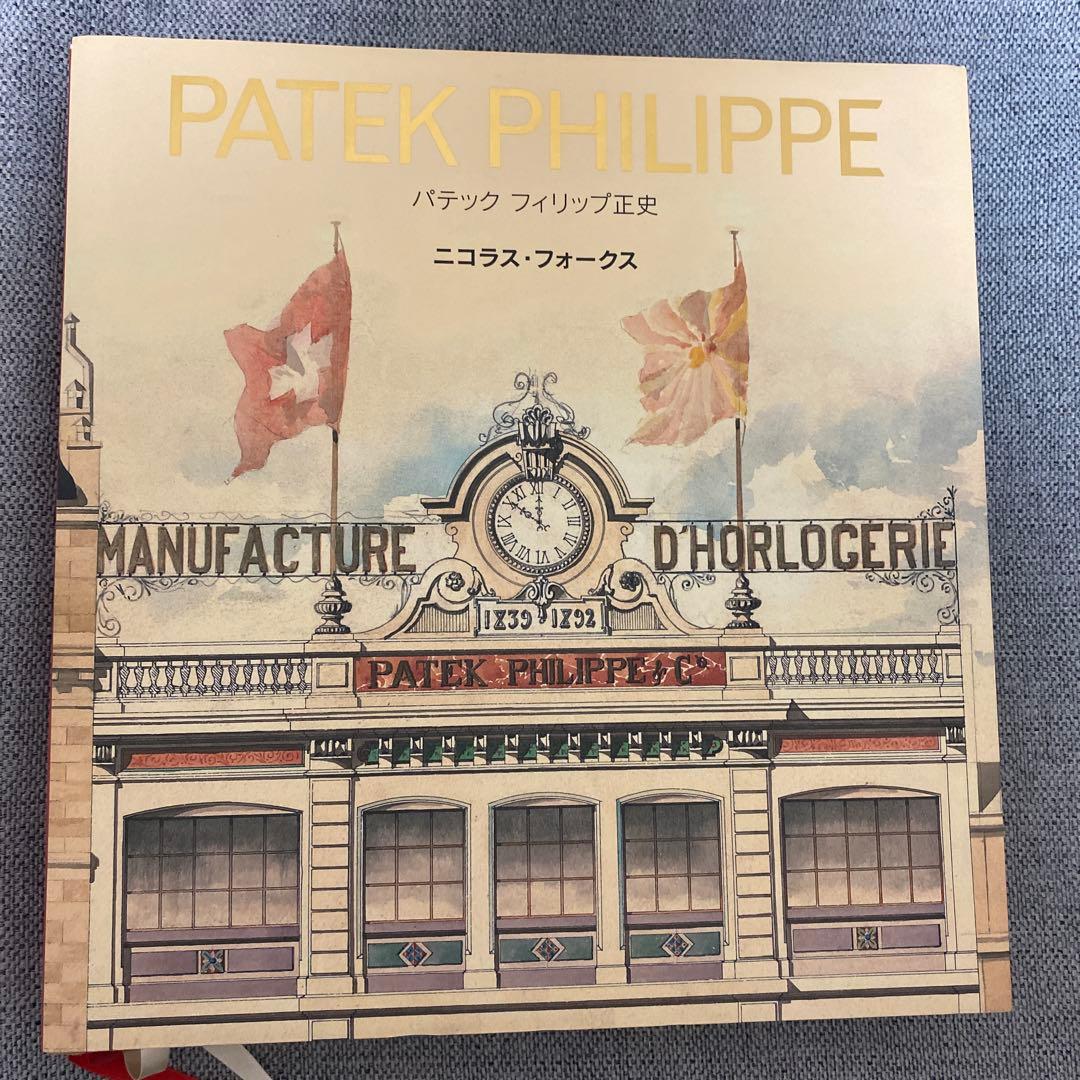 PATEK PHILIPPE
パテック フィリップ正史
ニコラス・フォークス
MANUFACTURE D'HORLOGERIE
1839 1892
PATEK PHILIPPE & Cº